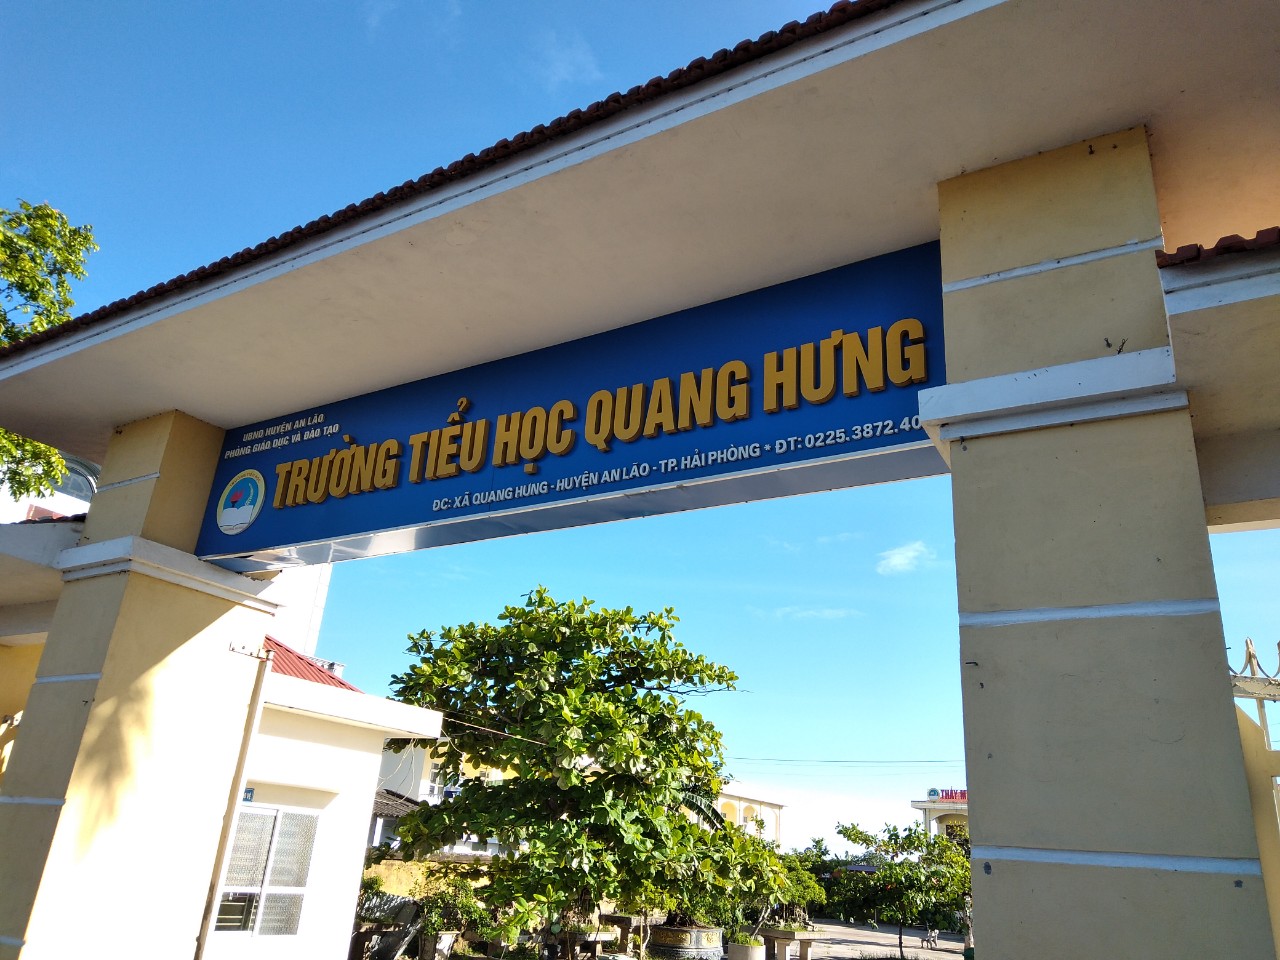 UBND HUYỆN AN LÃO
PHÒNG GIÁO DỤC VÀ ĐÀO TẠO
TRƯỜNG TIỂU HỌC QUANG HƯNG
ĐC: XÃ QUANG HƯNG - HUYỆN AN LÃO - TP. HẢI PHÒNG * ĐT: 0225.3872.40
THẦY